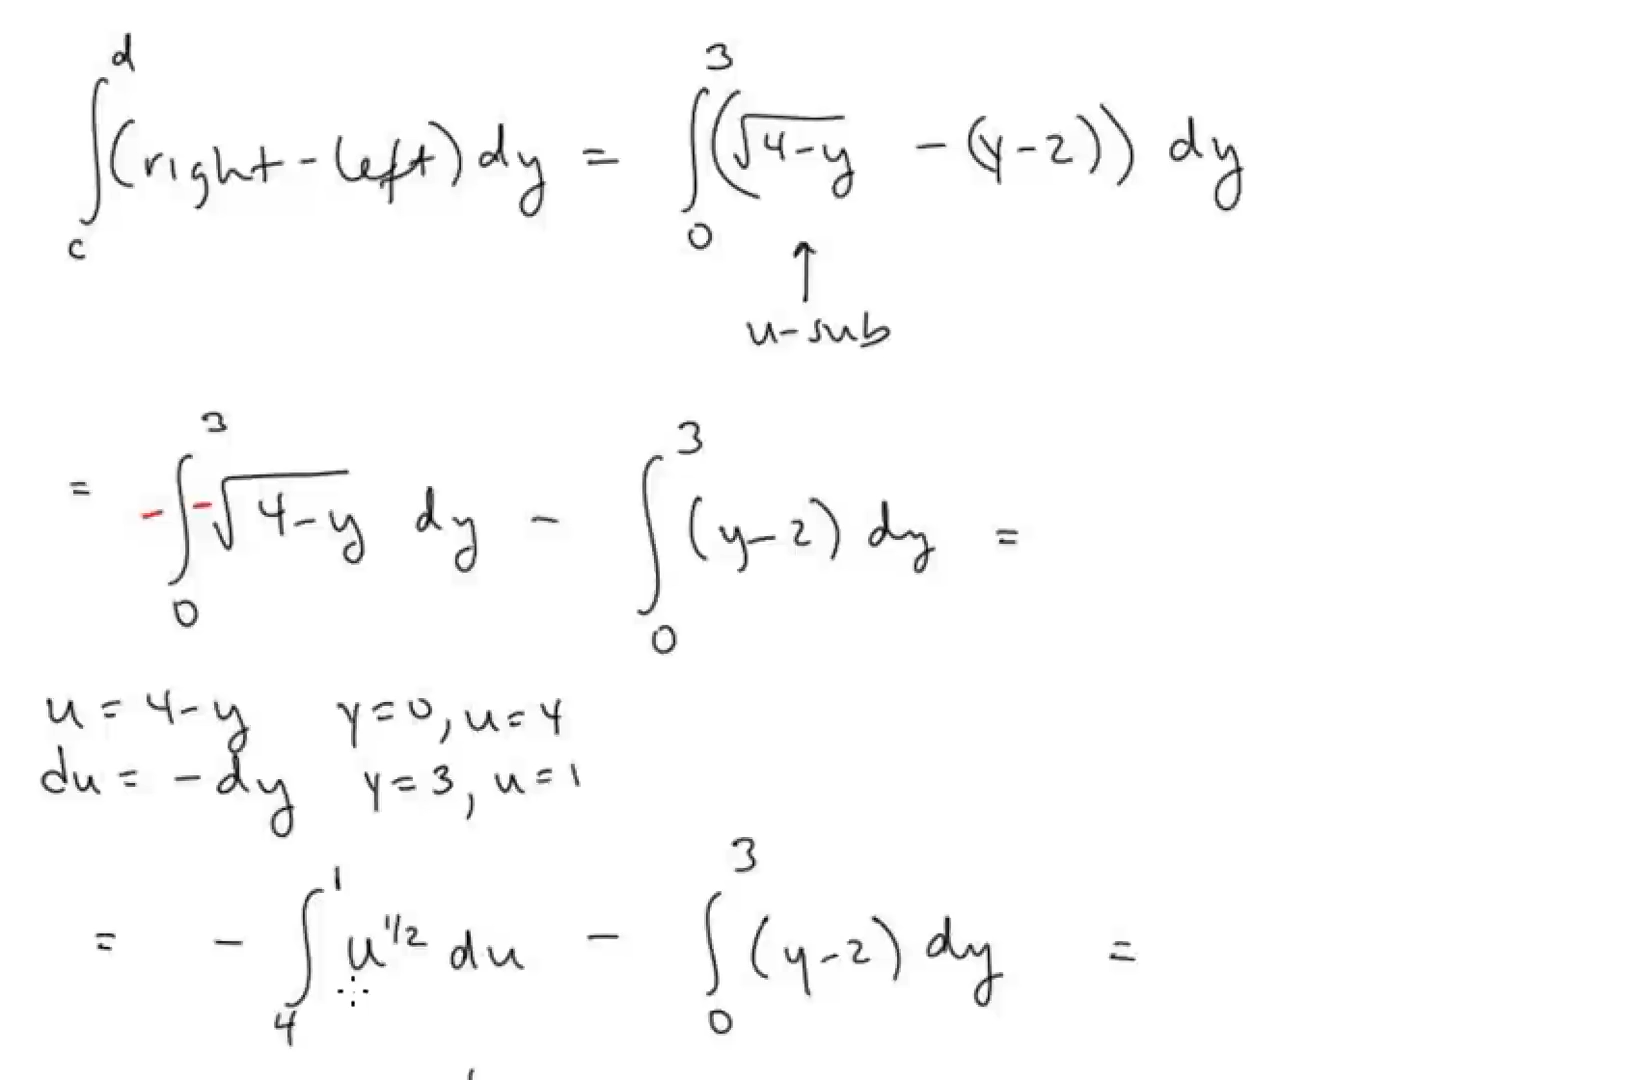 ∫_c^d (right - left) dy = ∫_0^3 (√(4-y) - (y-2)) dy
↑
u-sub
= -∫_0^3 -√(4-y) dy - ∫_0^3 (y-2) dy =
u = 4-y y=0, u=4
du = -dy y=3, u=1
= - ∫_4^1 u^(1/2) du - ∫_0^3 (y-2) dy =